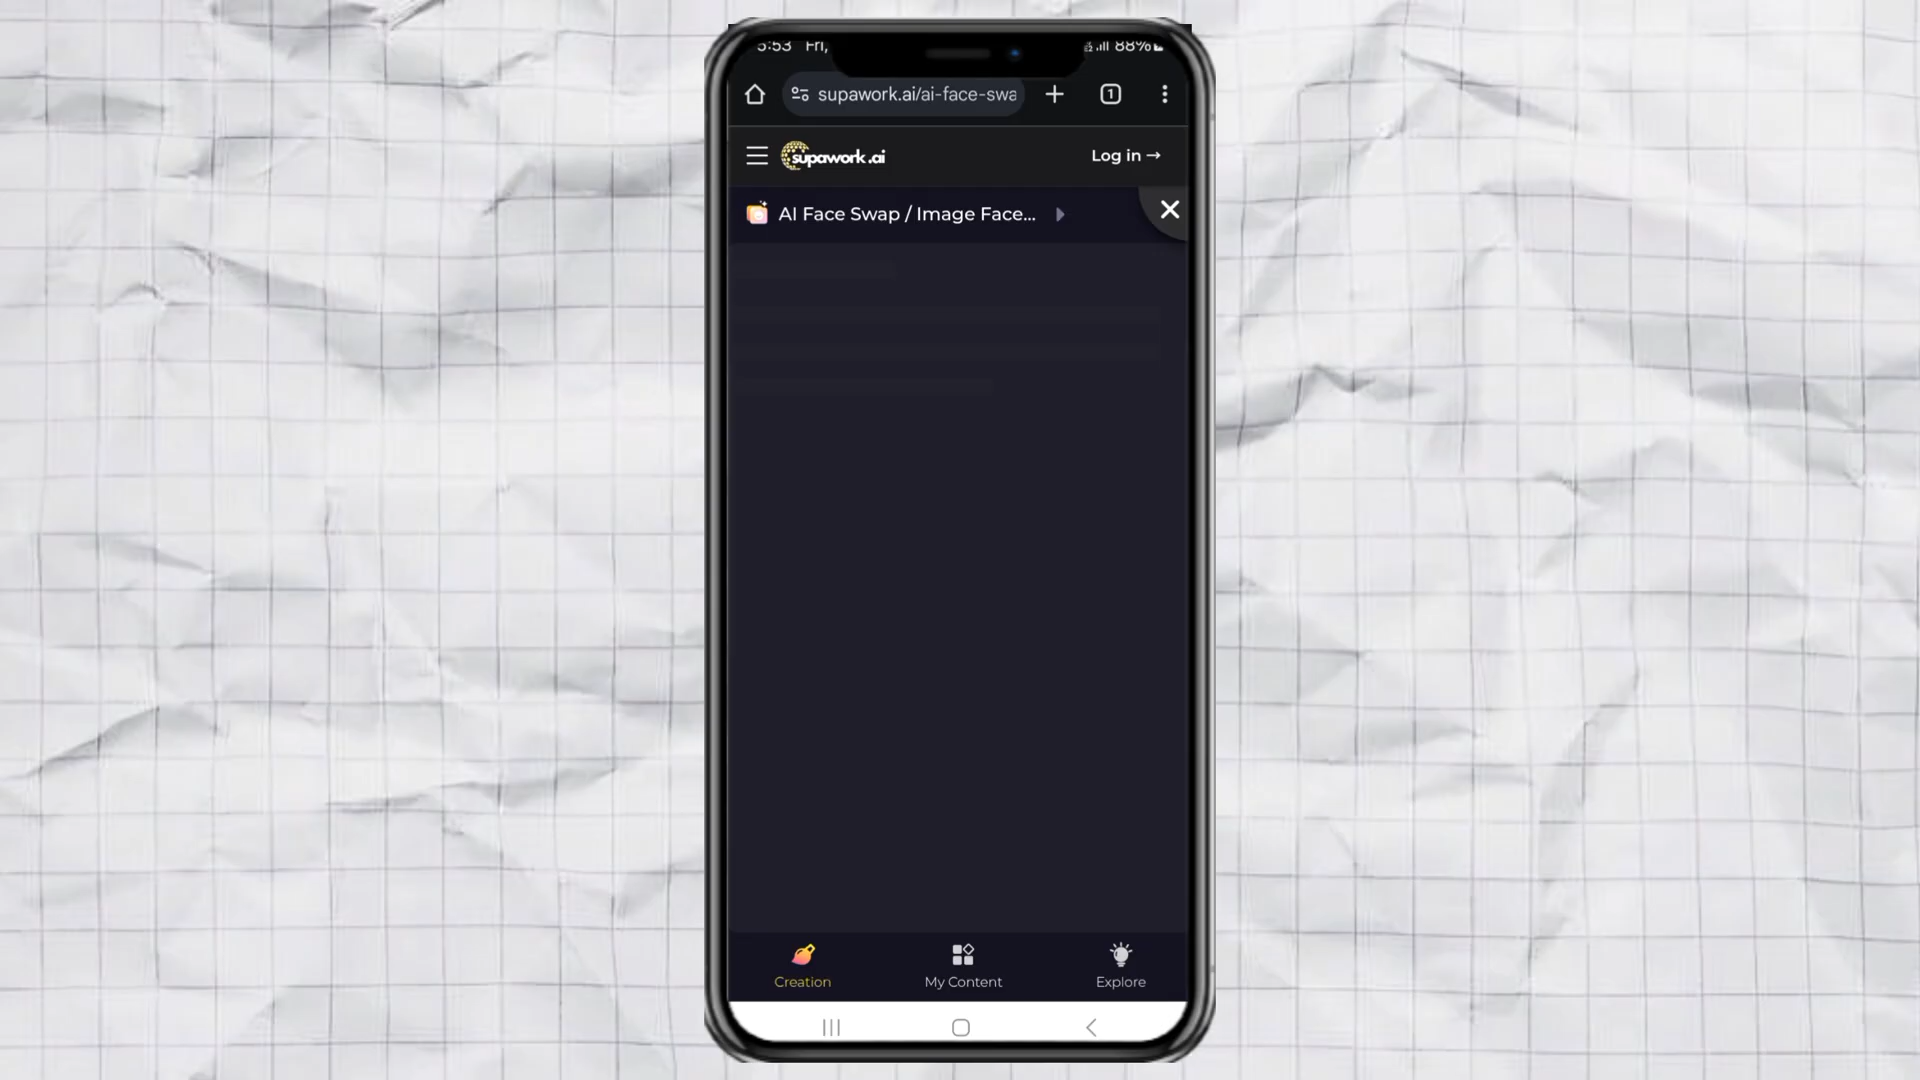 5:53 Fri,
88%
supawork.ai/ai-face-swa
1
supawork.ai
Log in →
AI Face Swap / Image Face...
Creation
My Content
Explore